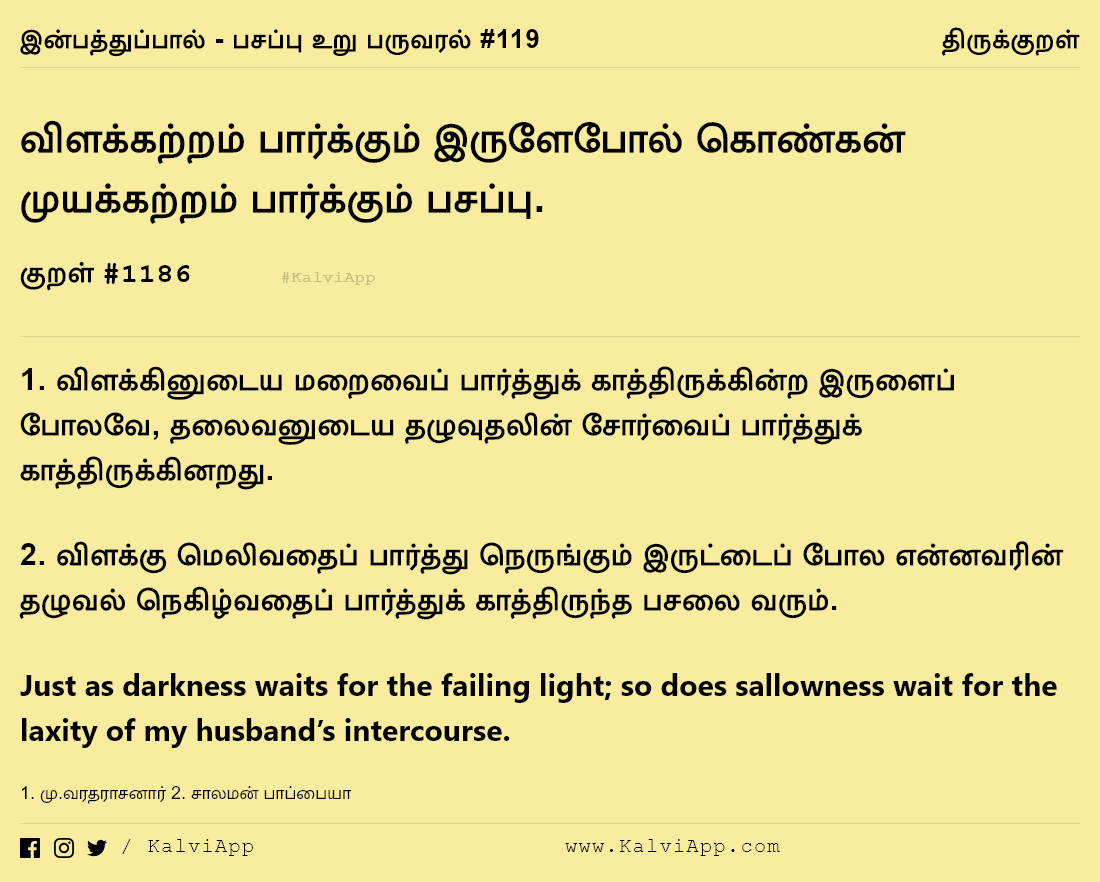 இன்பத்துப்பால் - பசப்பு உறு பருவரல் #119
திருக்குறள்
விளக்கற்றம் பார்க்கும் இருளேபோல் கொண்கன்
முயக்கற்றம் பார்க்கும் பசப்பு.
குறள் #1186
#KalviApp
1. விளக்கினுடைய மறைவைப் பார்த்துக் காத்திருக்கின்ற இருளைப்
போலவே, தலைவனுடைய தழுவுதலின் சோர்வைப் பார்த்துக்
காத்திருக்கினறது.
2. விளக்கு மெலிவதைப் பார்த்து நெருங்கும் இருட்டைப் போல என்னவரின்
தழுவல் நெகிழ்வதைப் பார்த்துக் காத்திருந்த பசலை வரும்.
Just as darkness waits for the failing light; so does sallowness wait for the
laxity of my husband’s intercourse.
1. மு.வரதராசனார் 2. சாலமன் பாப்பையா
/ KalviApp
www.KalviApp.com